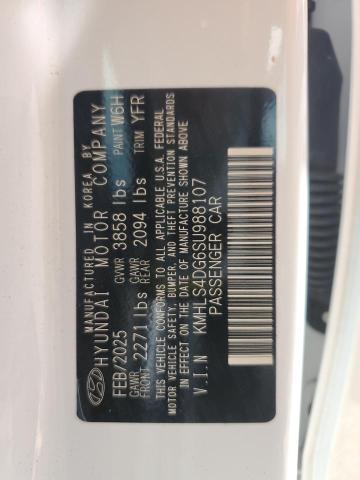 MANUFACTURED IN KOREA BY
HYUNDAI MOTOR COMPANY
FEB/2025 GVWR 3858 lbs PAINT W6H
GAWR FRONT 2271 lbs GAWR REAR 2094 lbs TRIM YFR
THIS VEHICLE CONFORMS TO ALL APPLICABLE U.S.A. FEDERAL
MOTOR VEHICLE SAFETY, BUMPER, AND THEFT PREVENTION STANDARDS
IN EFFECT ON THE DATE OF MANUFACTURE SHOWN ABOVE
V.I.N KMHLS4DG6SU988107
PASSENGER CAR